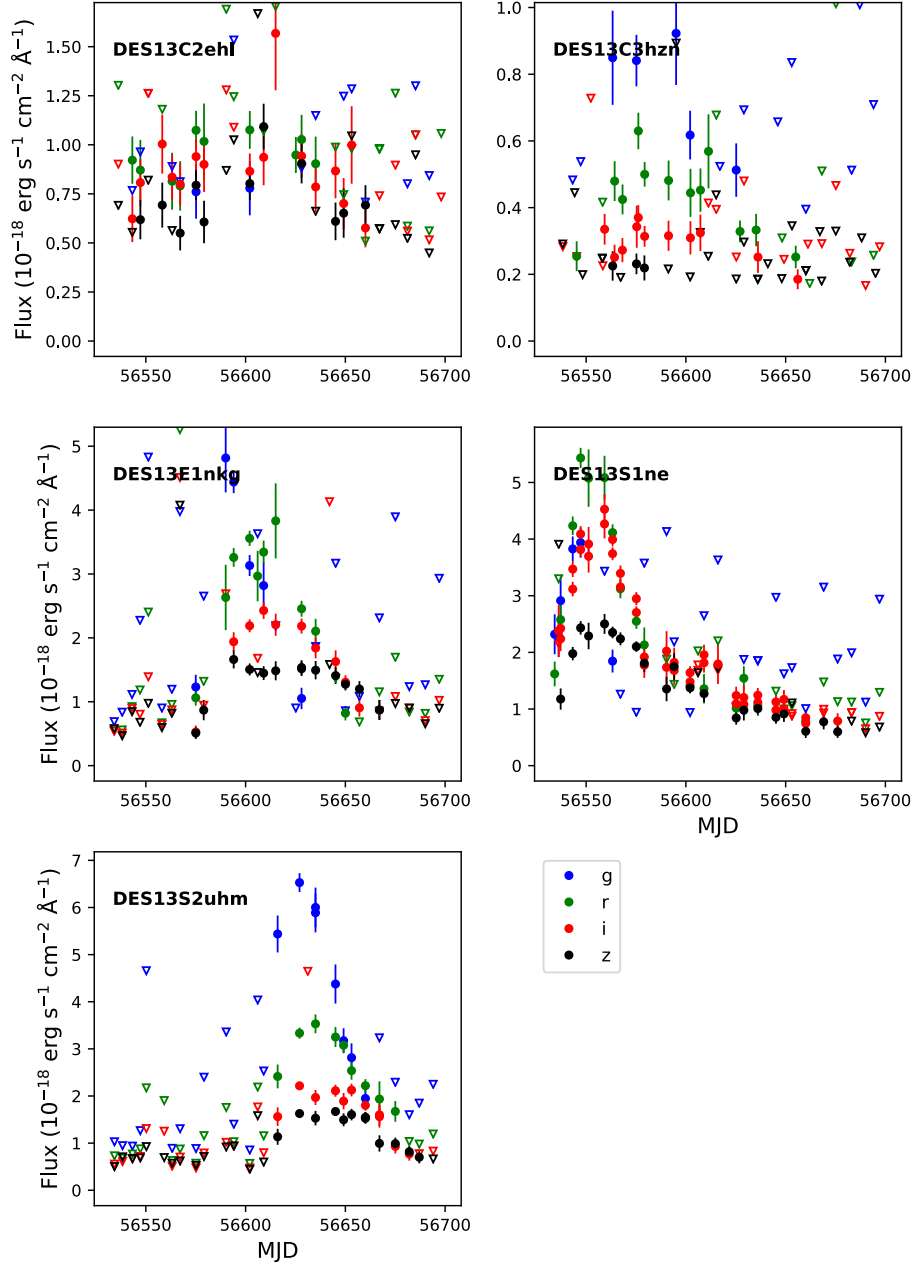 DES13C2ehl
1.50
1.25
1.00
0.75
0.50
0.25
0.00
Flux (10⁻¹⁸ erg s⁻¹ cm⁻² Å⁻¹)
56550 56600 56650 56700
DES13C3hzn
1.0
0.8
0.6
0.4
0.2
0.0
56550 56600 56650 56700
DES13E1nkg
5
4
3
2
1
0
Flux (10⁻¹⁸ erg s⁻¹ cm⁻² Å⁻¹)
56550 56600 56650 56700
DES13S1ne
5
4
3
2
1
0
56550 56600 56650 56700
MJD
DES13S2uhm
7
6
5
4
3
2
1
0
Flux (10⁻¹⁸ erg s⁻¹ cm⁻² Å⁻¹)
56550 56600 56650 56700
MJD
g
r
i
z